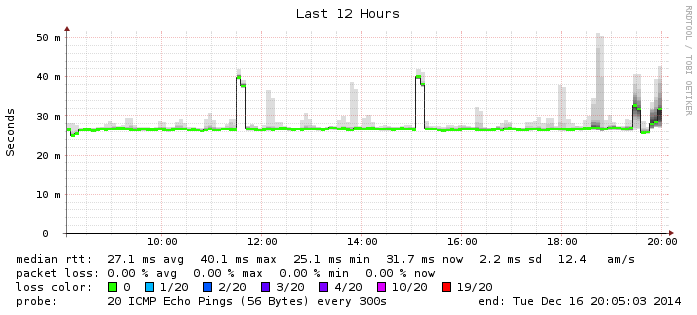 Last 12 Hours
RRDTOOL / TOBI OETIKER
Seconds
50 m
40 m
30 m
20 m
10 m
0
10:00 12:00 14:00 16:00 18:00 20:00
median rtt: 27.1 ms avg 40.1 ms max 25.1 ms min 31.7 ms now 2.2 ms sd 12.4 am/s
packet loss: 0.00 % avg 0.00 % max 0.00 % min 0.00 % now
loss color: 0 1/20 2/20 3/20 4/20 10/20 19/20
probe: 20 ICMP Echo Pings (56 Bytes) every 300s end: Tue Dec 16 20:05:03 2014